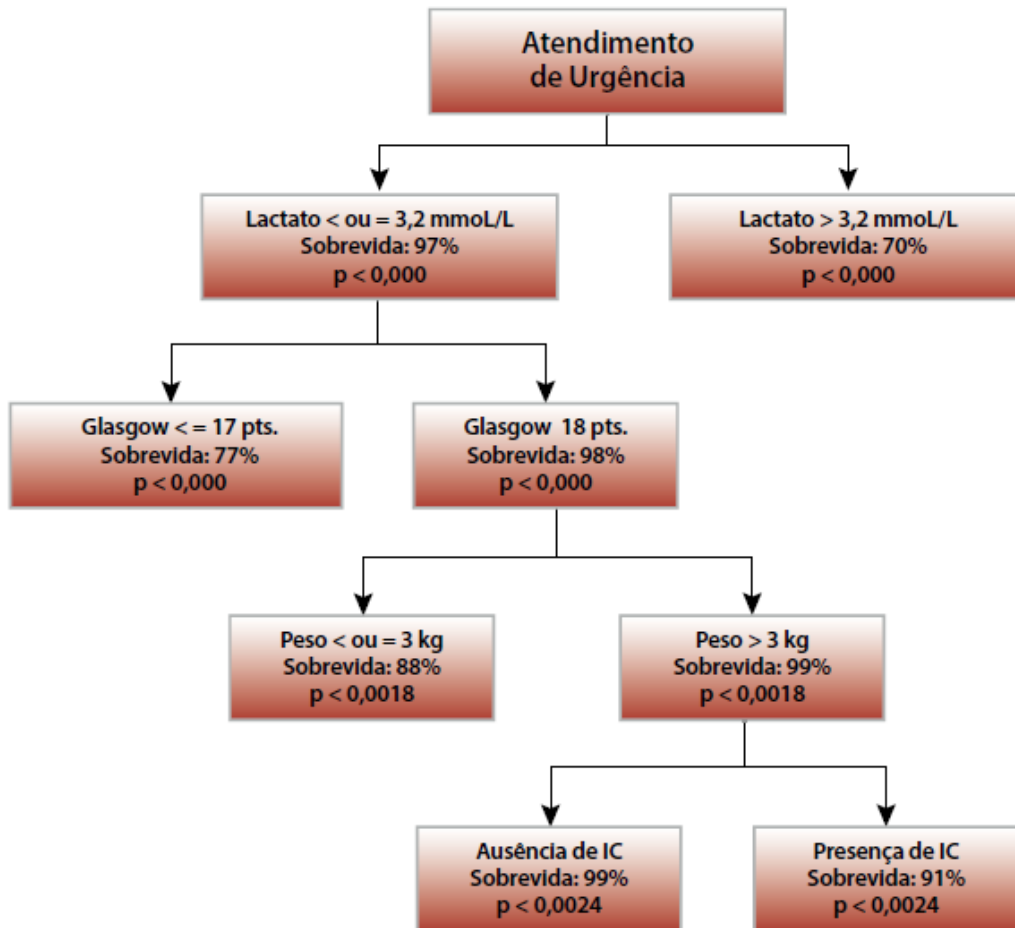 Atendimento
de Urgência
Lactato < ou = 3,2 mmoL/L
Sobrevida: 97%
p < 0,000
Lactato > 3,2 mmoL/L
Sobrevida: 70%
p < 0,000
Glasgow < = 17 pts.
Sobrevida: 77%
p < 0,000
Glasgow 18 pts.
Sobrevida: 98%
p < 0,000
Peso < ou = 3 kg
Sobrevida: 88%
p < 0,0018
Peso > 3 kg
Sobrevida: 99%
p < 0,0018
Ausência de IC
Sobrevida: 99%
p < 0,0024
Presença de IC
Sobrevida: 91%
p < 0,0024